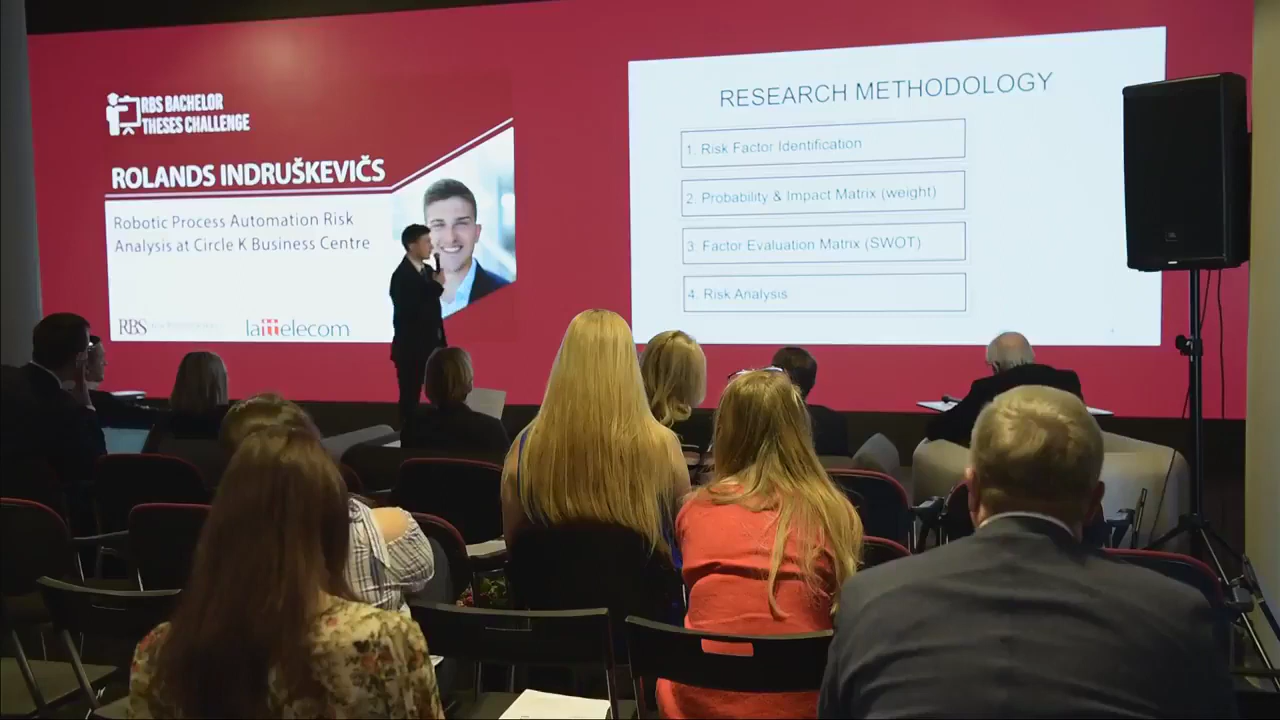 RBS BACHELOR
THESES CHALLENGE
ROLANDS INDRUŠKEVIČS
Robotic Process Automation Risk
Analysis at Circle K Business Centre
RBS
lattelecom
RESEARCH METHODOLOGY
1. Risk Factor Identification
2. Probability & Impact Matrix (weight)
3. Factor Evaluation Matrix (SWOT)
4. Risk Analysis
4